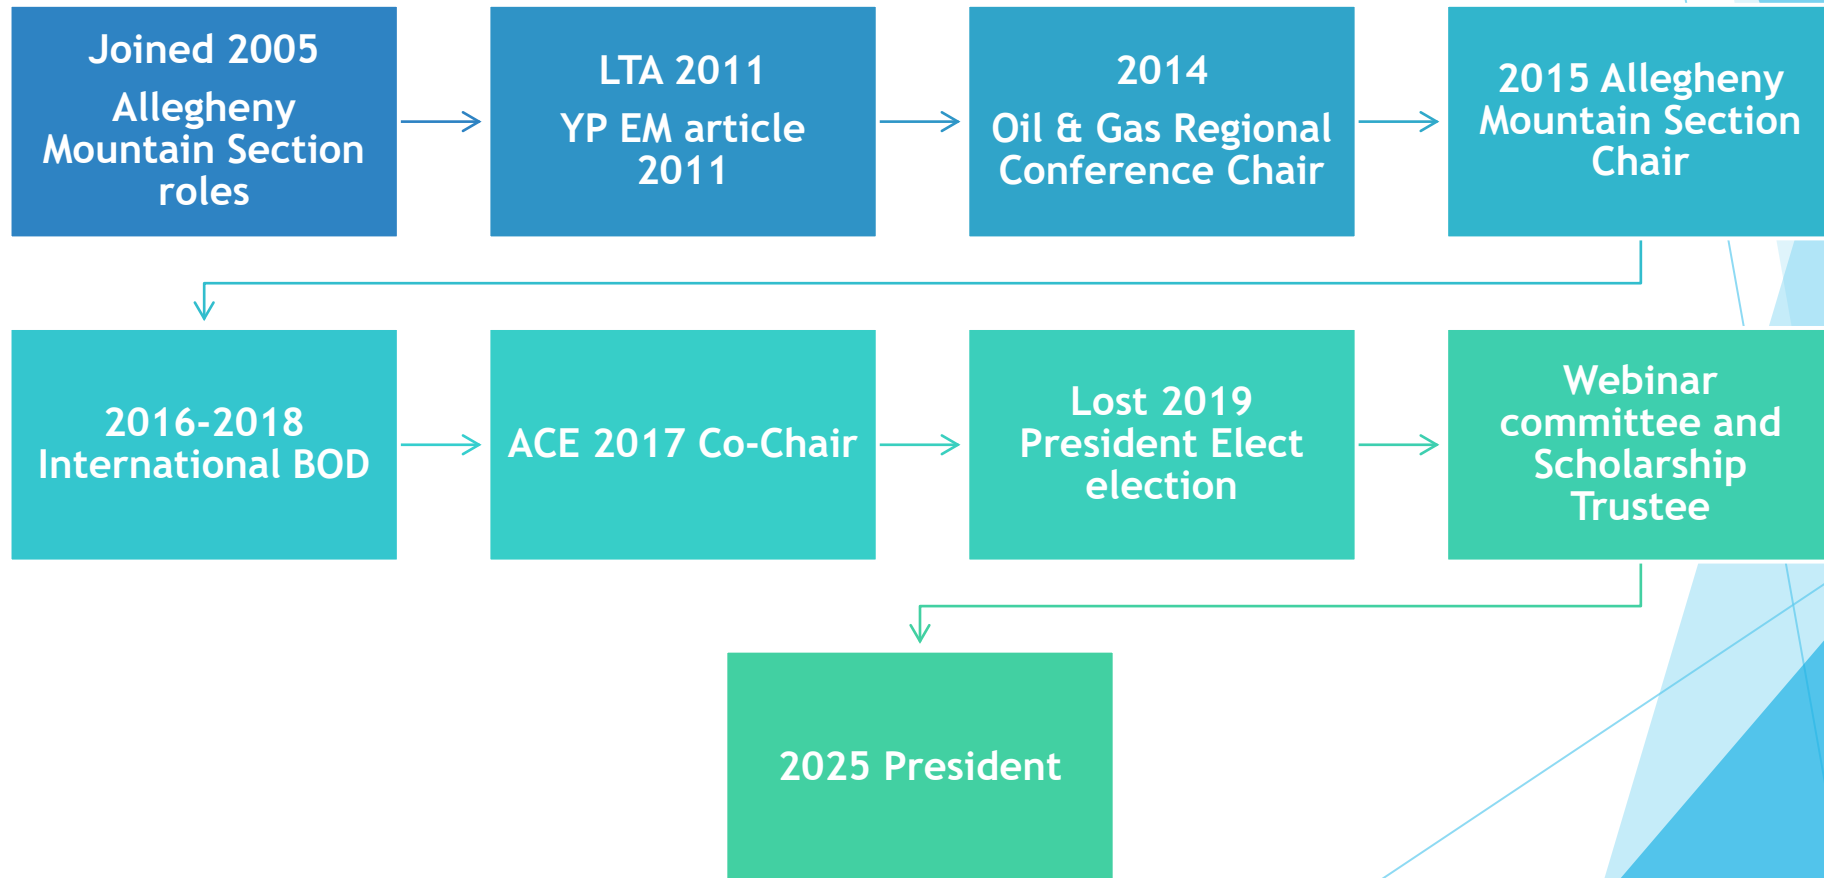 Joined 2005
Allegheny
Mountain Section
roles
LTA 2011
YP EM article
2011
2014
Oil & Gas Regional
Conference Chair
2015 Allegheny
Mountain Section
Chair
2016-2018
International BOD
ACE 2017 Co-Chair
Lost 2019
President Elect
election
Webinar
committee and
Scholarship
Trustee
2025 President